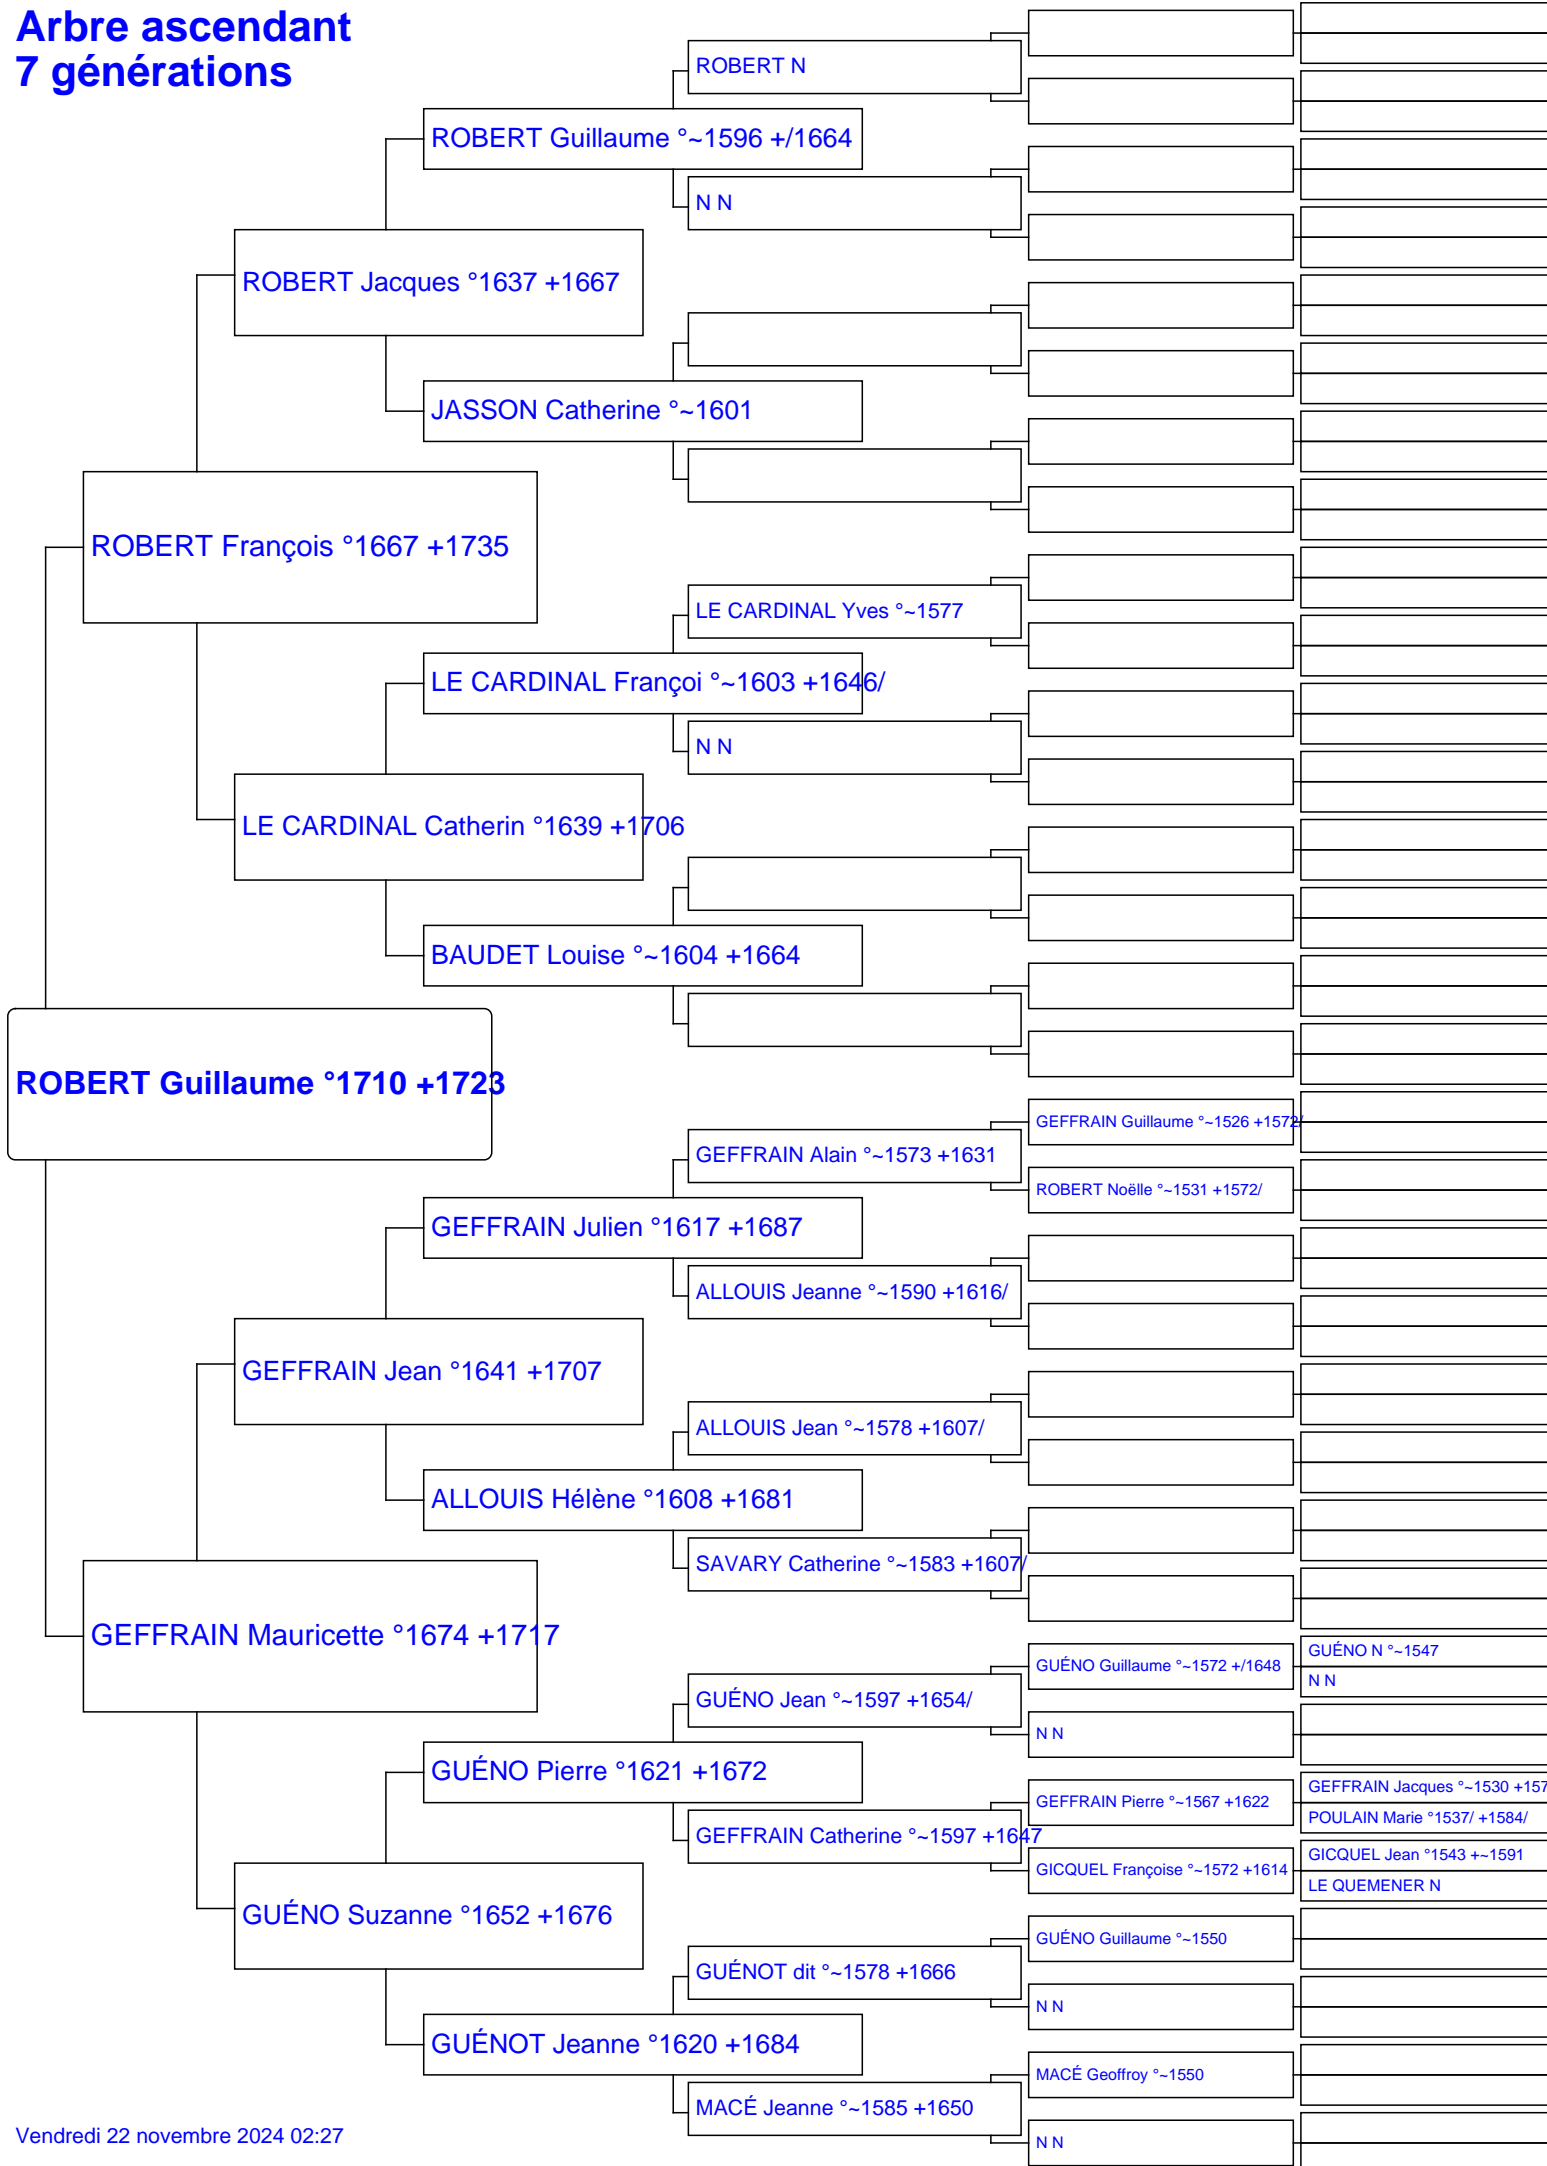 Arbre ascendant
7 générations
ROBERT N
ROBERT Guillaume °~1596 +/1664
N N
ROBERT Jacques °1637 +1667
JASSON Catherine °~1601
ROBERT François °1667 +1735
LE CARDINAL Yves °~1577
LE CARDINAL Françoi °~1603 +1646/
N N
LE CARDINAL Catherin °1639 +1706
BAUDET Louise °~1604 +1664
ROBERT Guillaume °1710 +1723
GEFFRAIN Guillaume °~1526 +1572/
GEFFRAIN Alain °~1573 +1631
ROBERT Noëlle °~1531 +1572/
GEFFRAIN Julien °1617 +1687
ALLOUIS Jeanne °~1590 +1616/
GEFFRAIN Jean °1641 +1707
ALLOUIS Jean °~1578 +1607/
ALLOUIS Hélène °1608 +1681
SAVARY Catherine °~1583 +1607/
GEFFRAIN Mauricette °1674 +1717
GUÉNO N °~1547
GUÉNO Guillaume °~1572 +/1648
N N
GUÉNO Jean °~1597 +1654/
N N
GUÉNO Pierre °1621 +1672
GEFFRAIN Jacques °~1530 +157
GEFFRAIN Pierre °~1567 +1622
POULAIN Marie °1537/ +1584/
GEFFRAIN Catherine °~1597 +1647
GICQUEL Jean °1543 +~1591
GICQUEL Françoise °~1572 +1614
LE QUEMENER N
GUÉNO Suzanne °1652 +1676
GUÉNO Guillaume °~1550
GUÉNOT dit °~1578 +1666
N N
GUÉNOT Jeanne °1620 +1684
MACÉ Geoffroy °~1550
MACÉ Jeanne °~1585 +1650
N N
Vendredi 22 novembre 2024 02:27